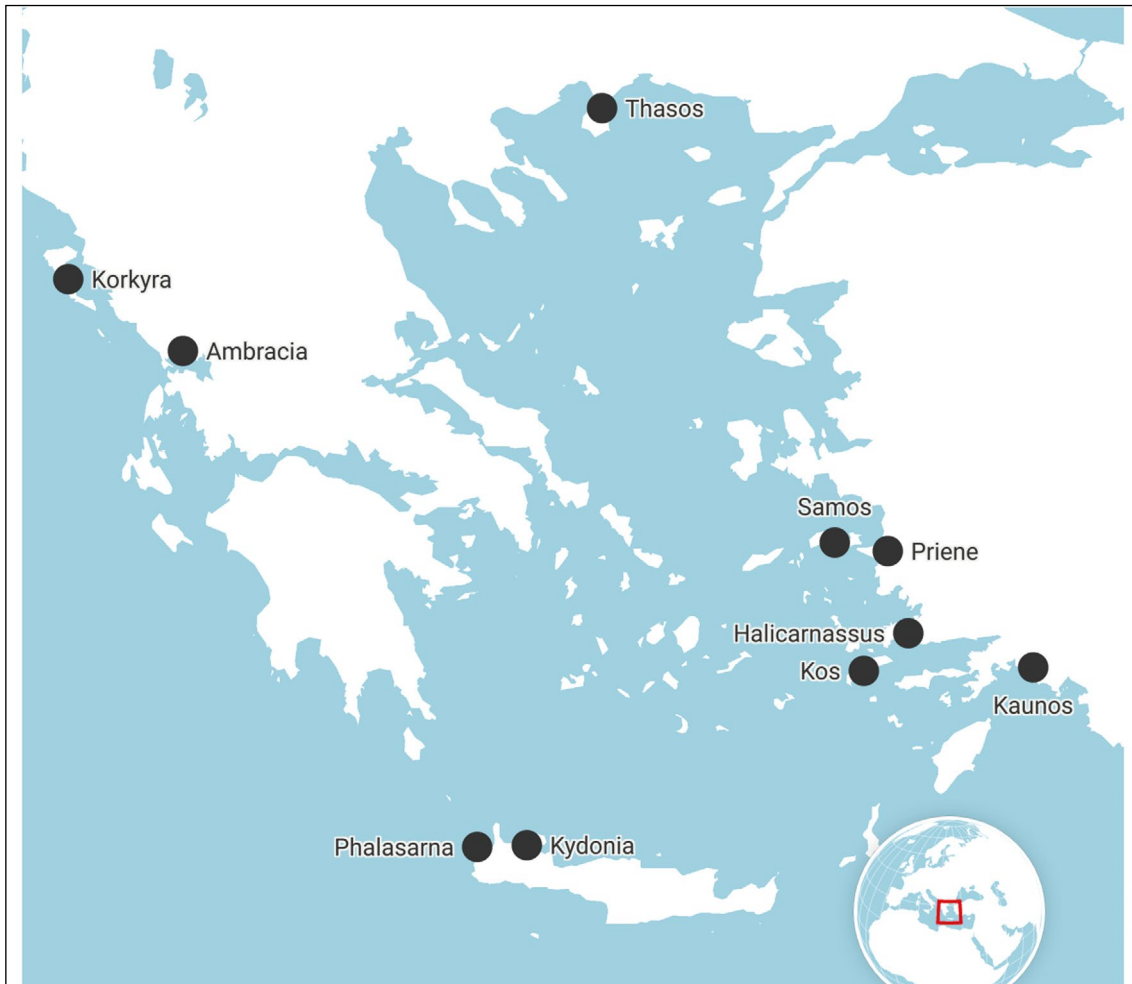 Thasos
Korkyra
Ambracia
Samos
Priene
Halicarnassus
Kos
Kaunos
Phalasarna
Kydonia